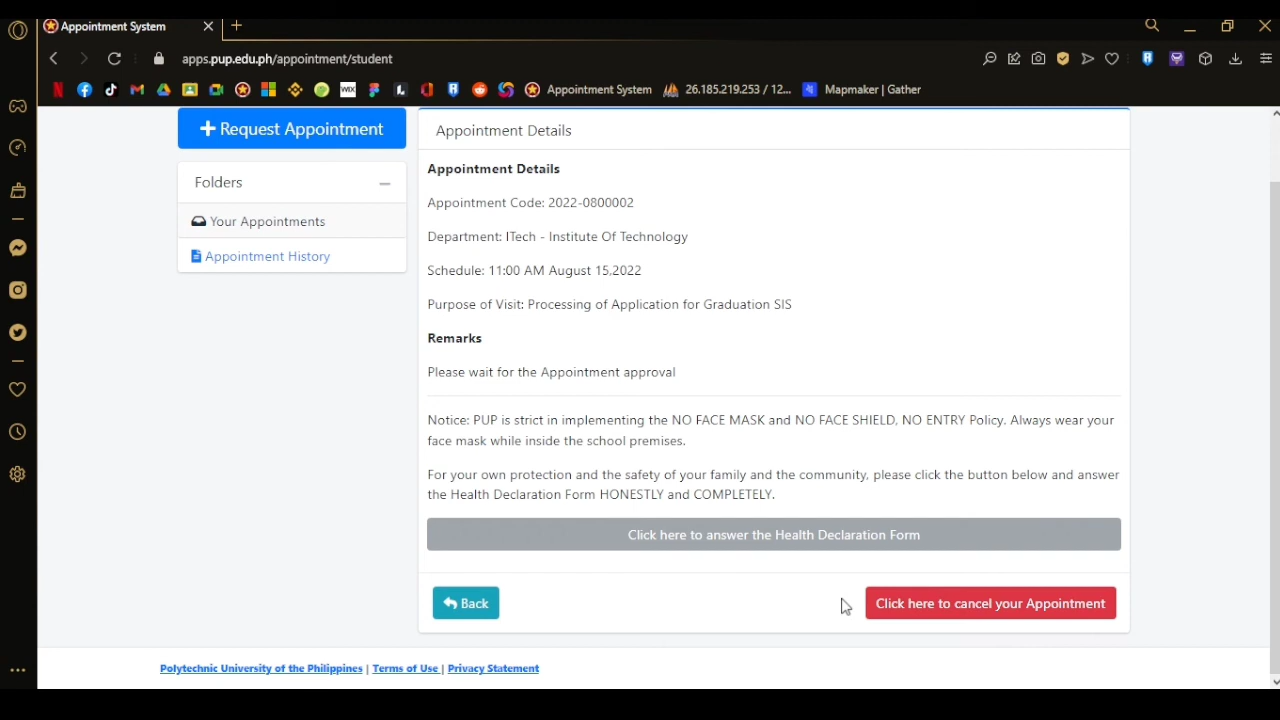 Appointment System
apps.pup.edu.ph/appointment/student
WIX Appointment System 26.185.219.253 / 12... Mapmaker | Gather
Request Appointment
Folders
Your Appointments
Appointment History
Appointment Details
Appointment Details
Appointment Code: 2022-0800002
Department: ITech - Institute Of Technology
Schedule: 11:00 AM August 15,2022
Purpose of Visit: Processing of Application for Graduation SIS
Remarks
Please wait for the Appointment approval
Notice: PUP is strict in implementing the NO FACE MASK and NO FACE SHIELD, NO ENTRY Policy. Always wear your
face mask while inside the school premises.
For your own protection and the safety of your family and the community, please click the button below and answer
the Health Declaration Form HONESTLY and COMPLETELY.
Click here to answer the Health Declaration Form
Back
Click here to cancel your Appointment
Polytechnic University of the Philippines | Terms of Use | Privacy Statement